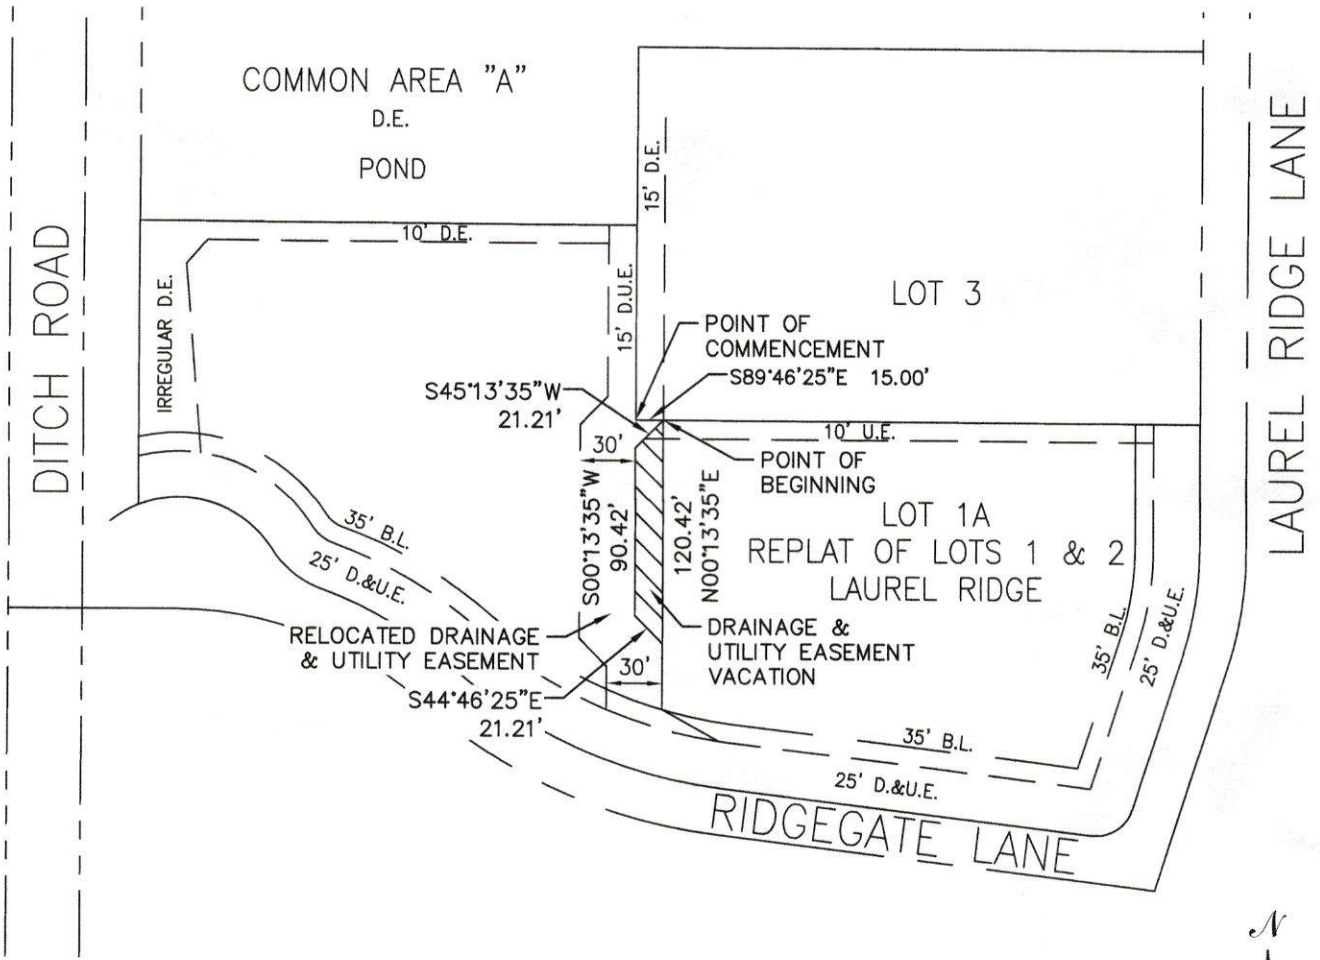 COMMON AREA "A"
D.E.
POND
10' D.E.
15' D.E.
15' D.U.E.
IRREGULAR D.E.
DITCH ROAD
LAUREL RIDGE LANE
LOT 3
POINT OF
COMMENCEMENT
S89°46'25"E 15.00'
S45°13'35"W
21.21'
30'
10' U.E.
POINT OF
BEGINNING
S00°13'35"W
90.42'
120.42'
N00°13'35"E
LOT 1A
REPLAT OF LOTS 1 & 2
LAUREL RIDGE
35' B.L.
25' D.&U.E.
RELOCATED DRAINAGE
& UTILITY EASEMENT
DRAINAGE &
UTILITY EASEMENT
VACATION
30'
S44°46'25"E
21.21'
35' B.L.
25' D.&U.E.
35' B.L.
25' D.&U.E.
RIDGEGATE LANE
N